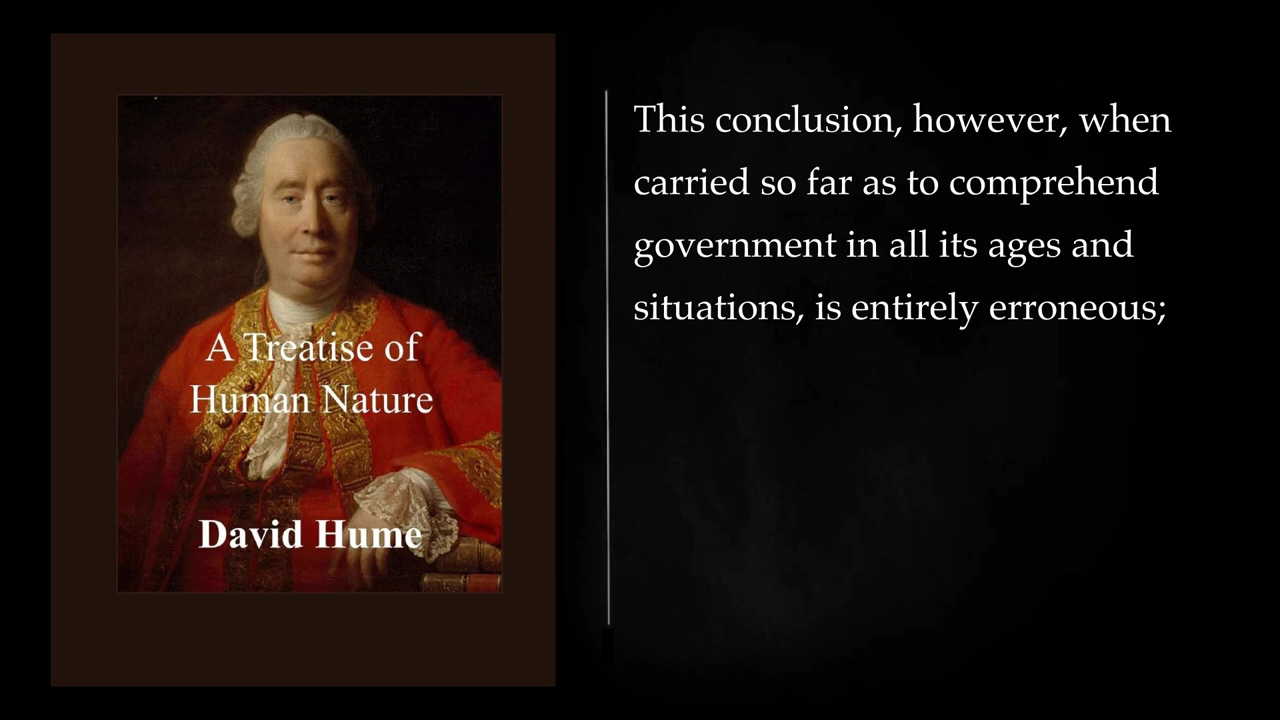 A Treatise of
Human Nature
David Hume
This conclusion, however, when
carried so far as to comprehend
government in all its ages and
situations, is entirely erroneous;